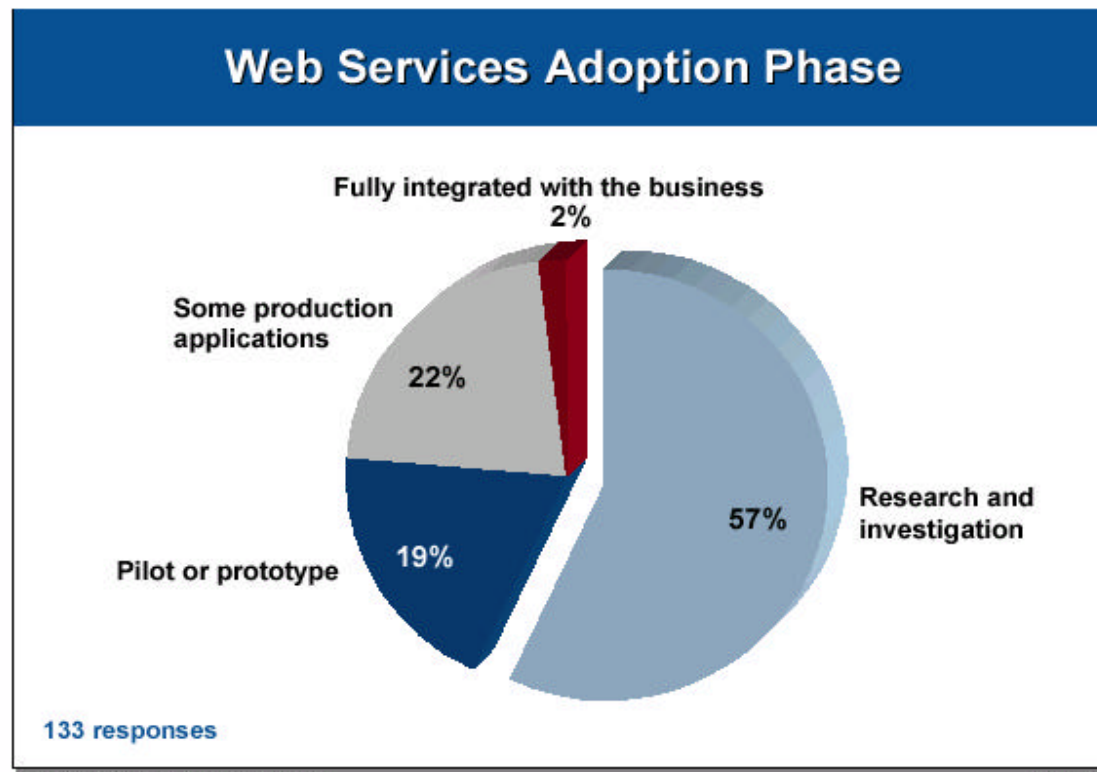 Web Services Adoption Phase
Fully integrated with the business
2%
Some production
applications
22%
57%
Research and
investigation
19%
Pilot or prototype
133 responses